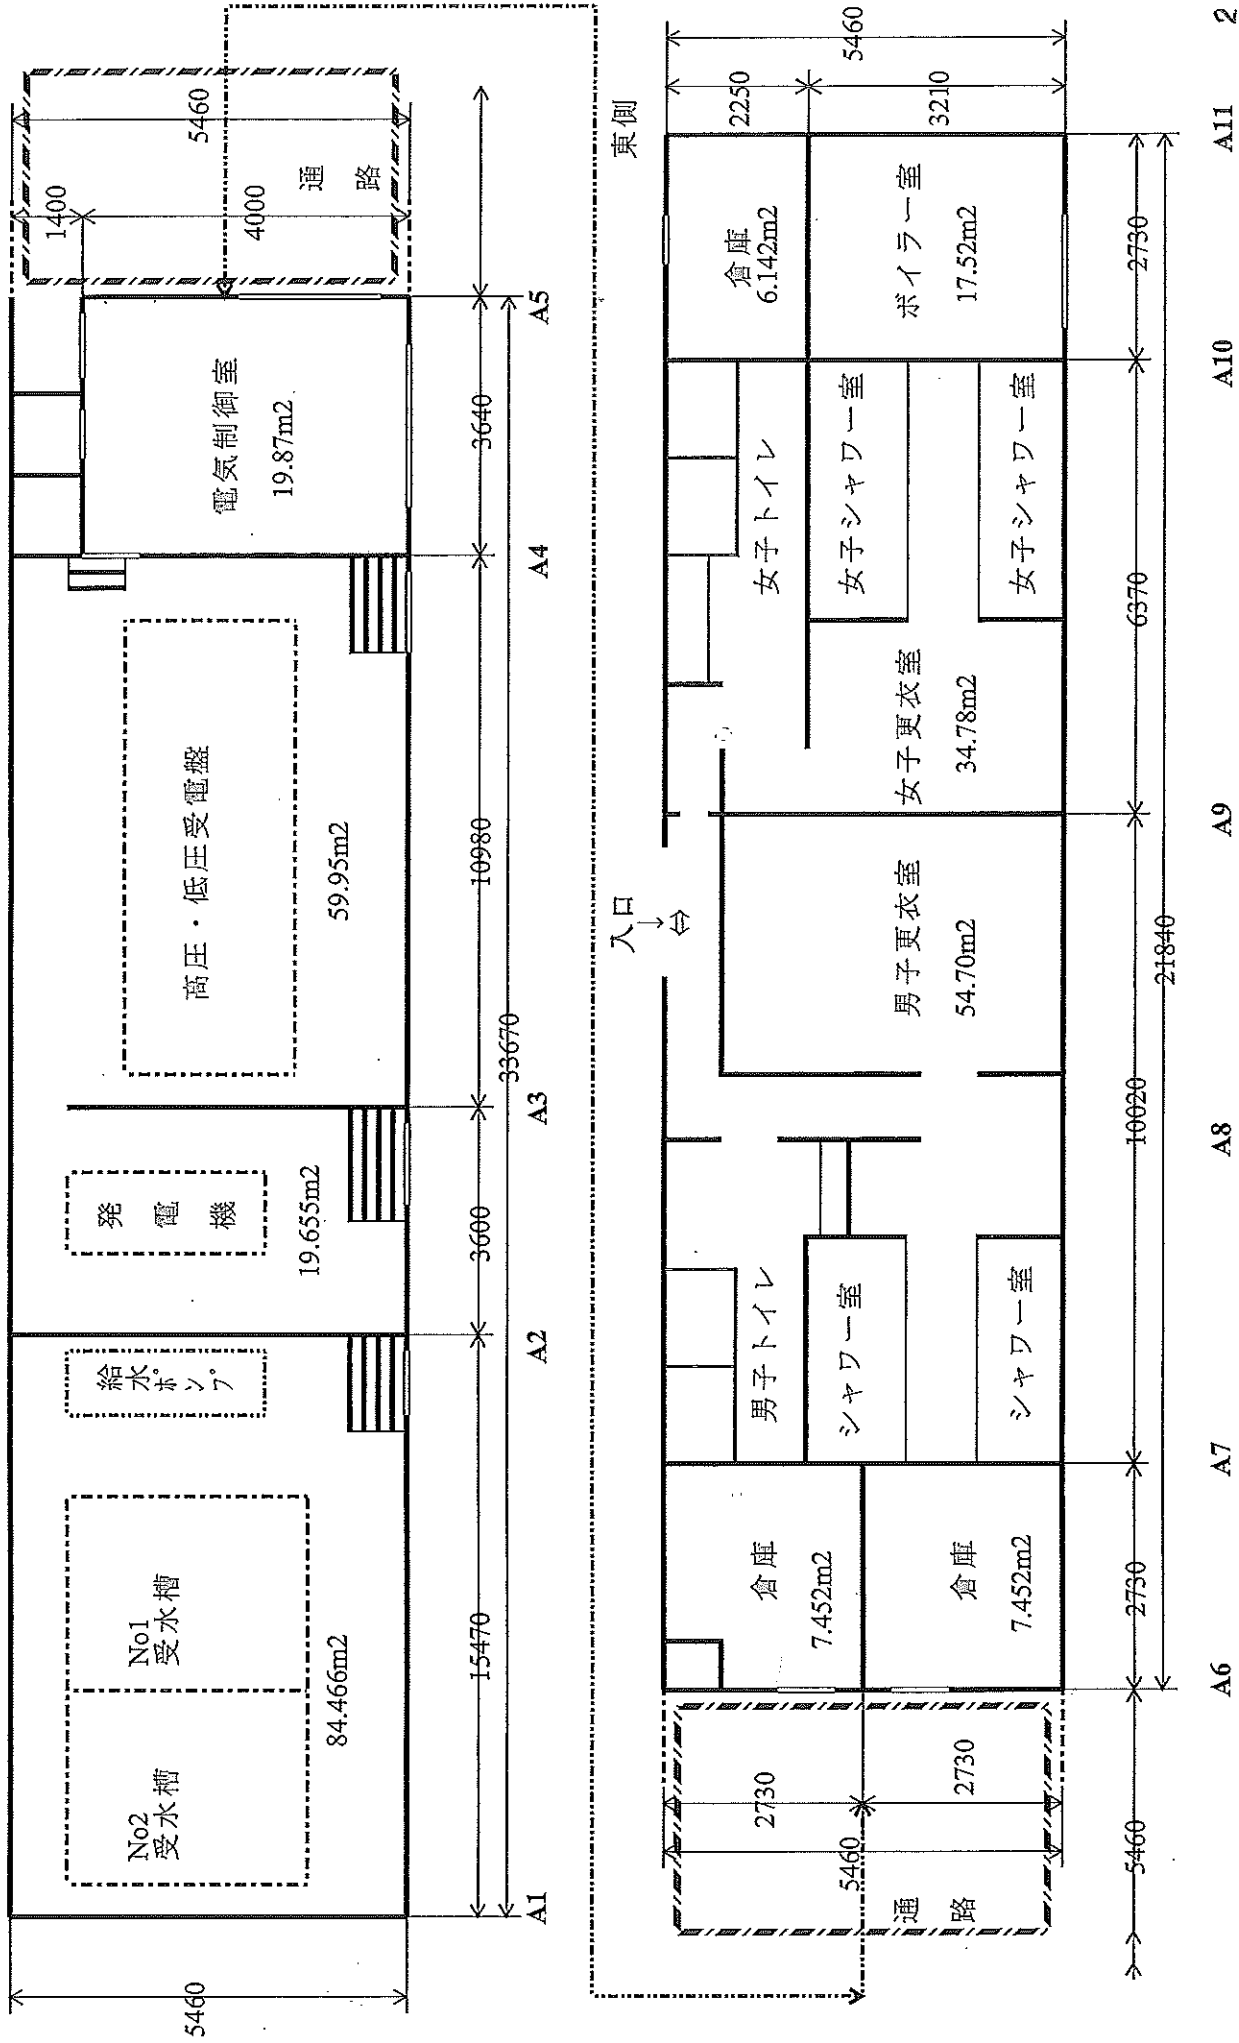 5460
No2
受水槽
No1
受水槽
84.466m2
給水ポンプ
発電機
19.655m2
高圧・低圧受電盤
59.95m2
電気制御室
19.87m2
1400
4000
5460
通路
15470
3600
10980
3640
33670
A1
A2
A3
A4
A5
東側
入口
→
⇔
通路
2730
2730
5460
倉庫
7.452m2
倉庫
7.452m2
男子トイレ
シャワー室
シャワー室
男子更衣室
54.70m2
女子トイレ
女子シャワー室
女子シャワー室
女子更衣室
34.78m2
倉庫
6.142m2
ボイラー室
17.52m2
2250
3210
5460
5460
2730
10020
6370
2730
21840
A6
A7
A8
A9
A10
A11
2